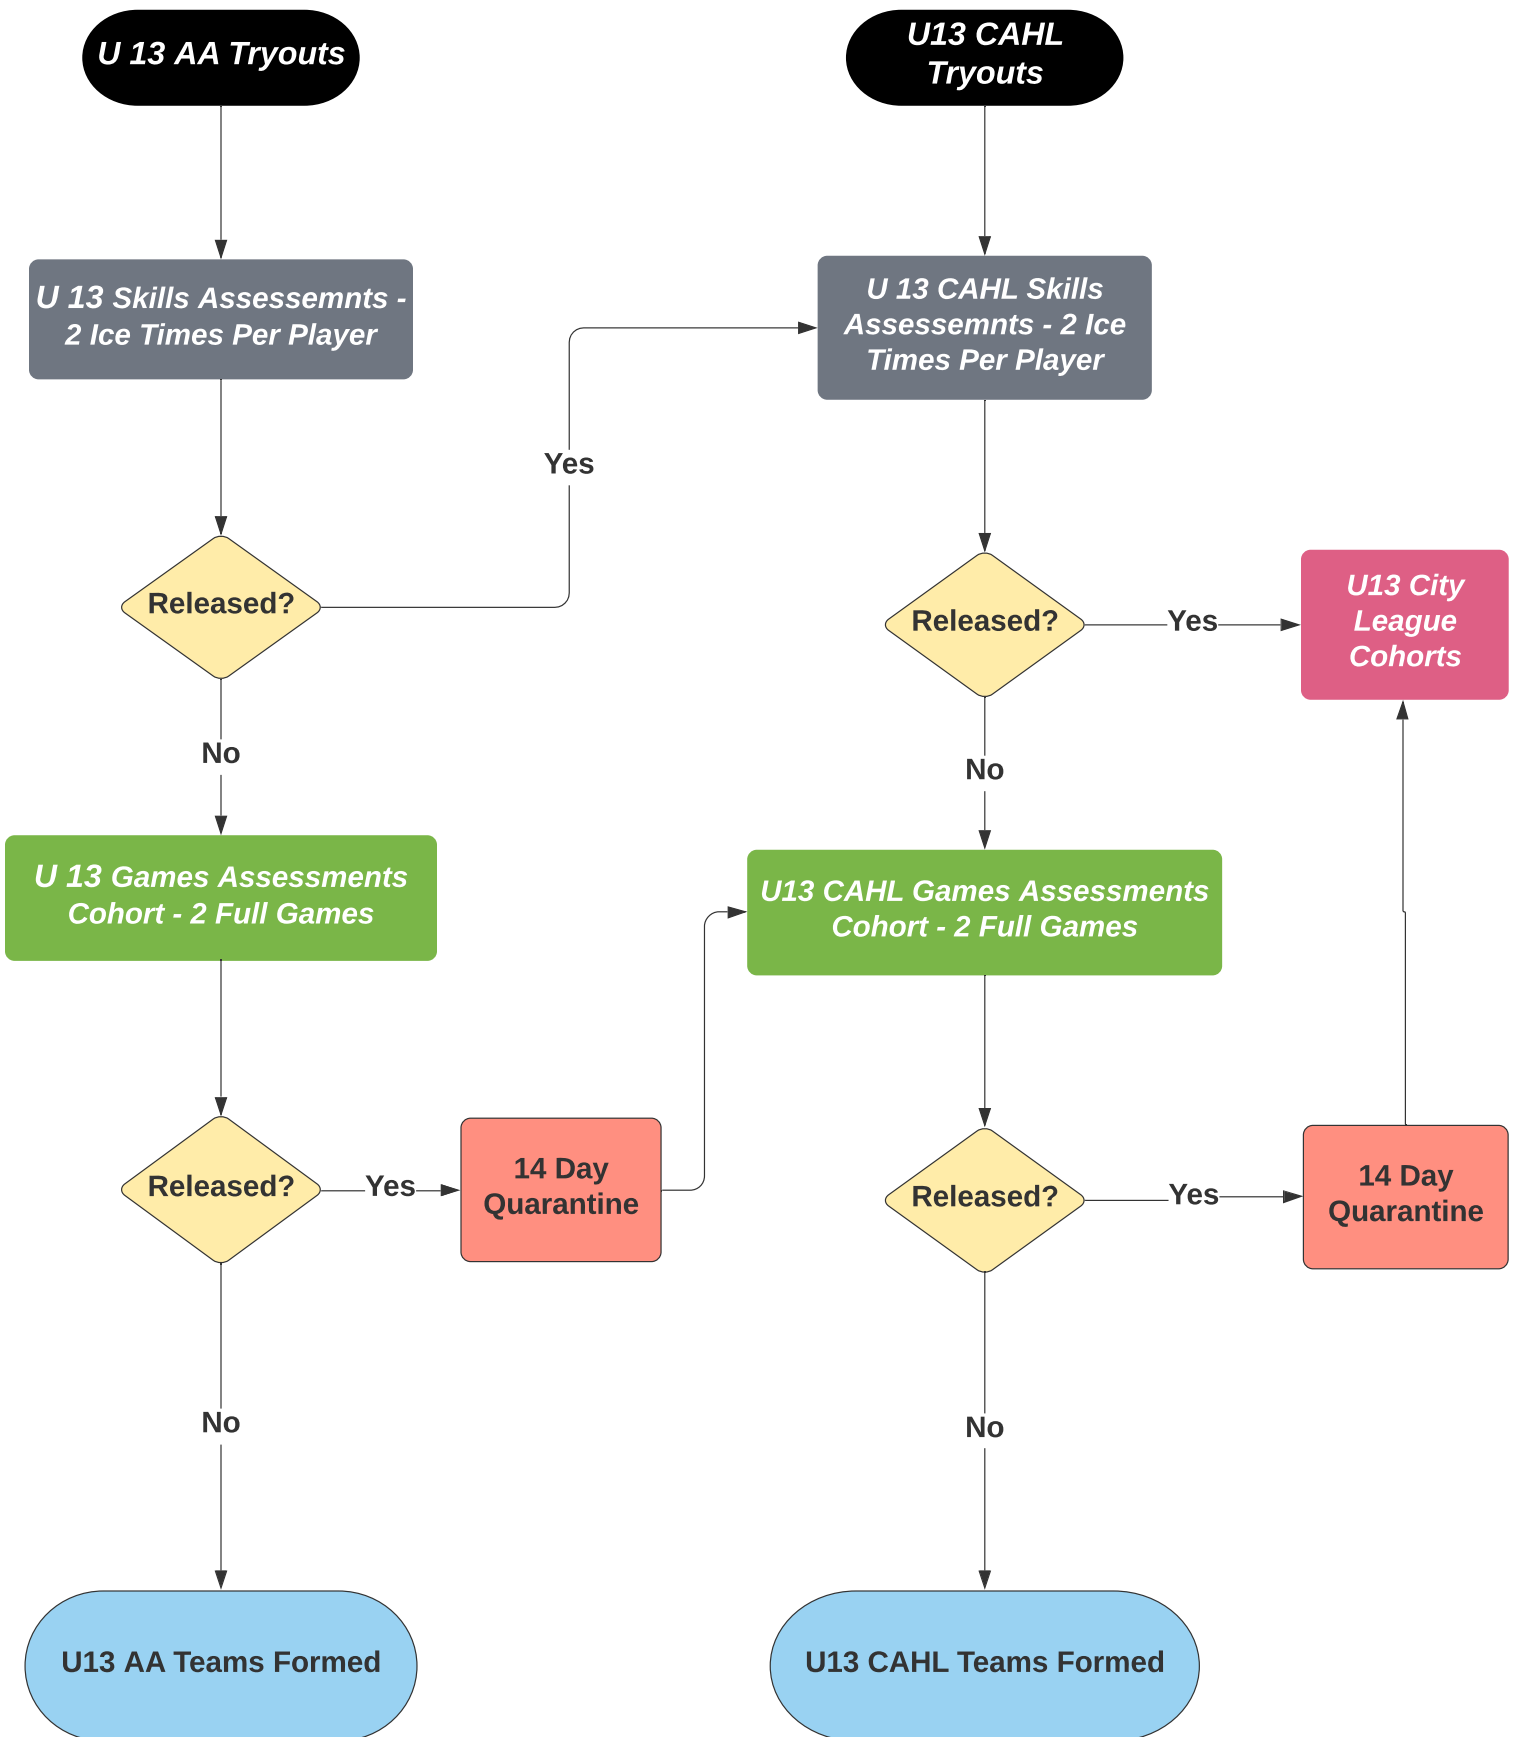 U 13 AA Tryouts
U13 CAHL
Tryouts
U 13 Skills Assessemnts -
2 Ice Times Per Player
U 13 CAHL Skills
Assessemnts - 2 Ice
Times Per Player
Yes
Released?
Released?
Yes
U13 City
League
Cohorts
No
No
U 13 Games Assessments
Cohort - 2 Full Games
U13 CAHL Games Assessments
Cohort - 2 Full Games
Released?
Yes
14 Day
Quarantine
Released?
Yes
14 Day
Quarantine
No
No
U13 AA Teams Formed
U13 CAHL Teams Formed